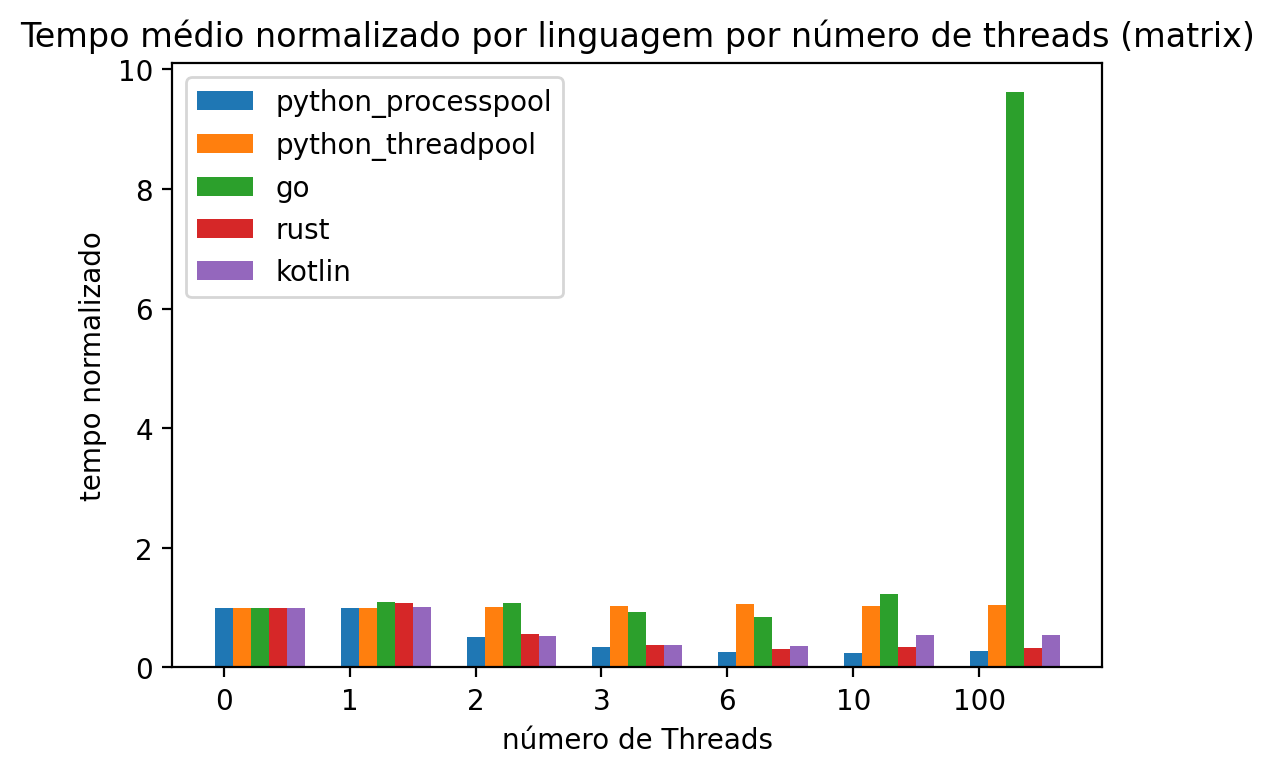 Tempo médio normalizado por linguagem por número de threads (matrix)
10
8
6
4
2
0
tempo normalizado
python_processpool
python_threadpool
go
rust
kotlin
0 1 2 3 6 10 100
número de Threads